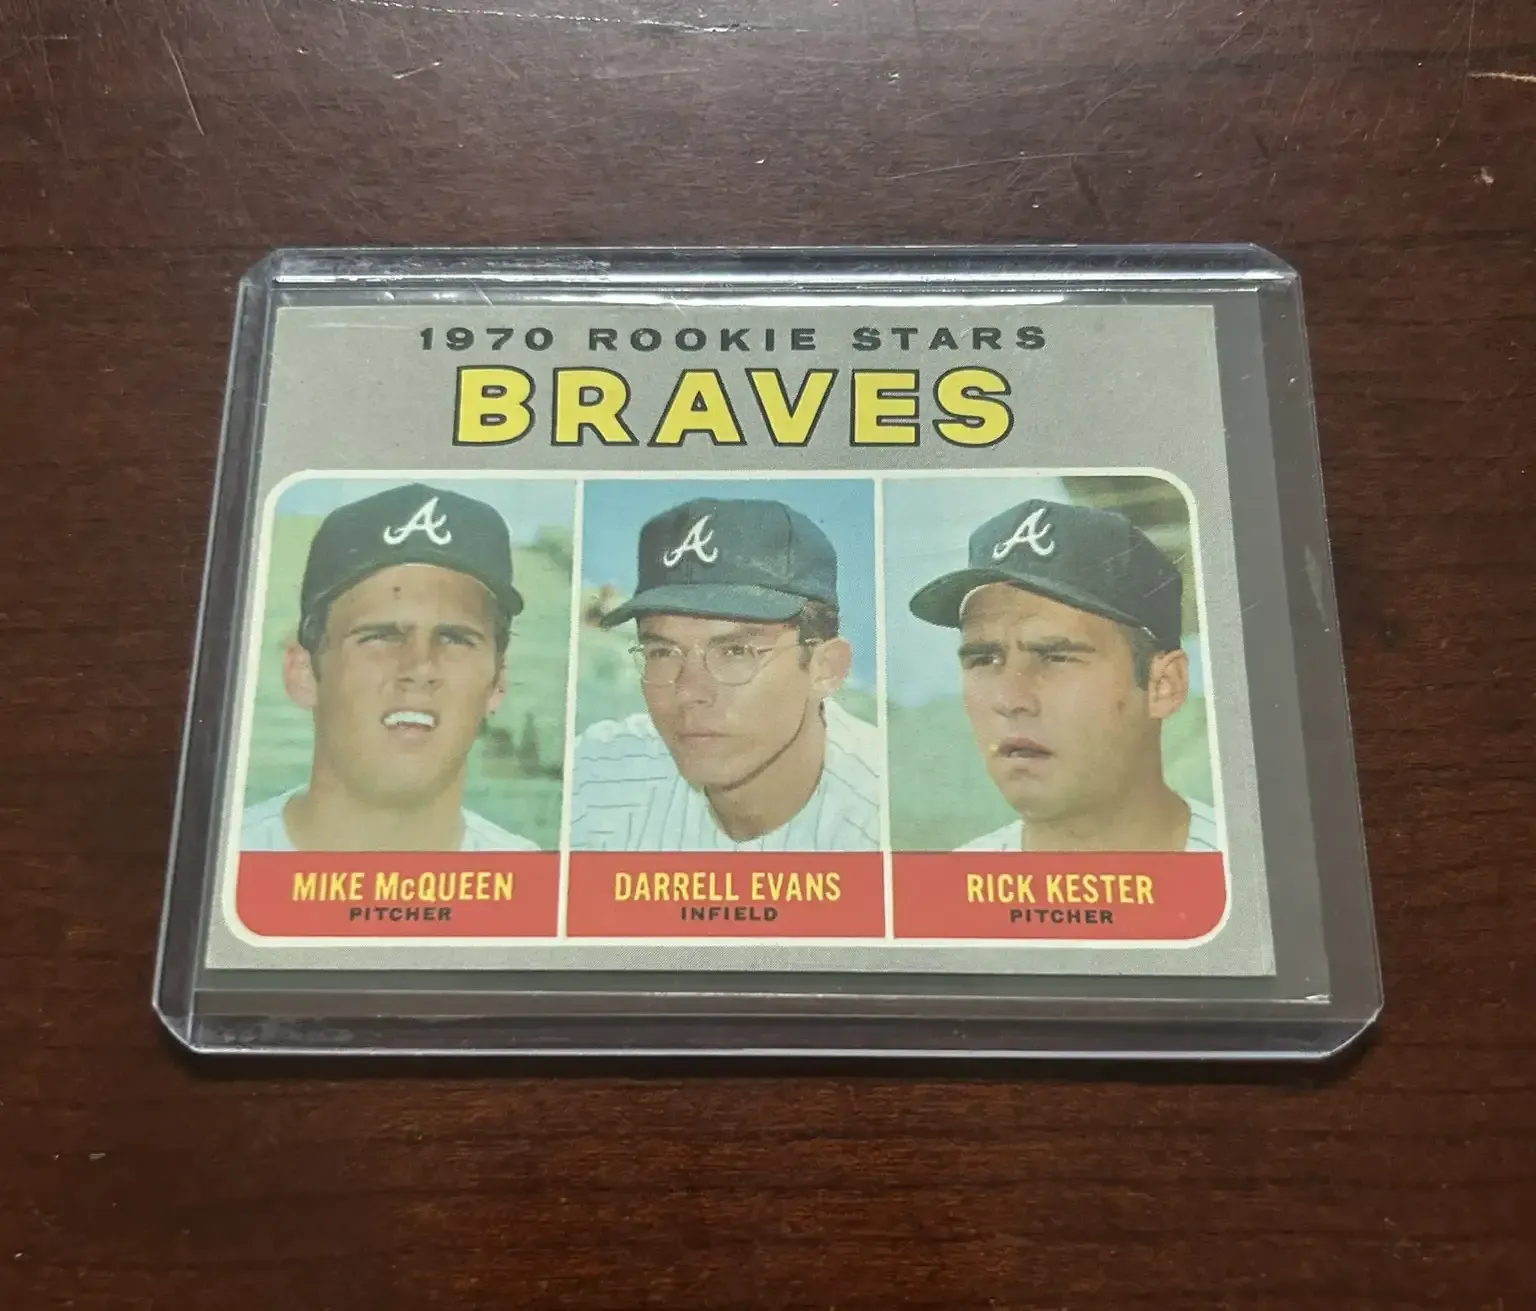 1970 ROOKIE STARS
BRAVES
A A A
MIKE McQUEEN DARRELL EVANS RICK KESTER
PITCHER INFIELD PITCHER